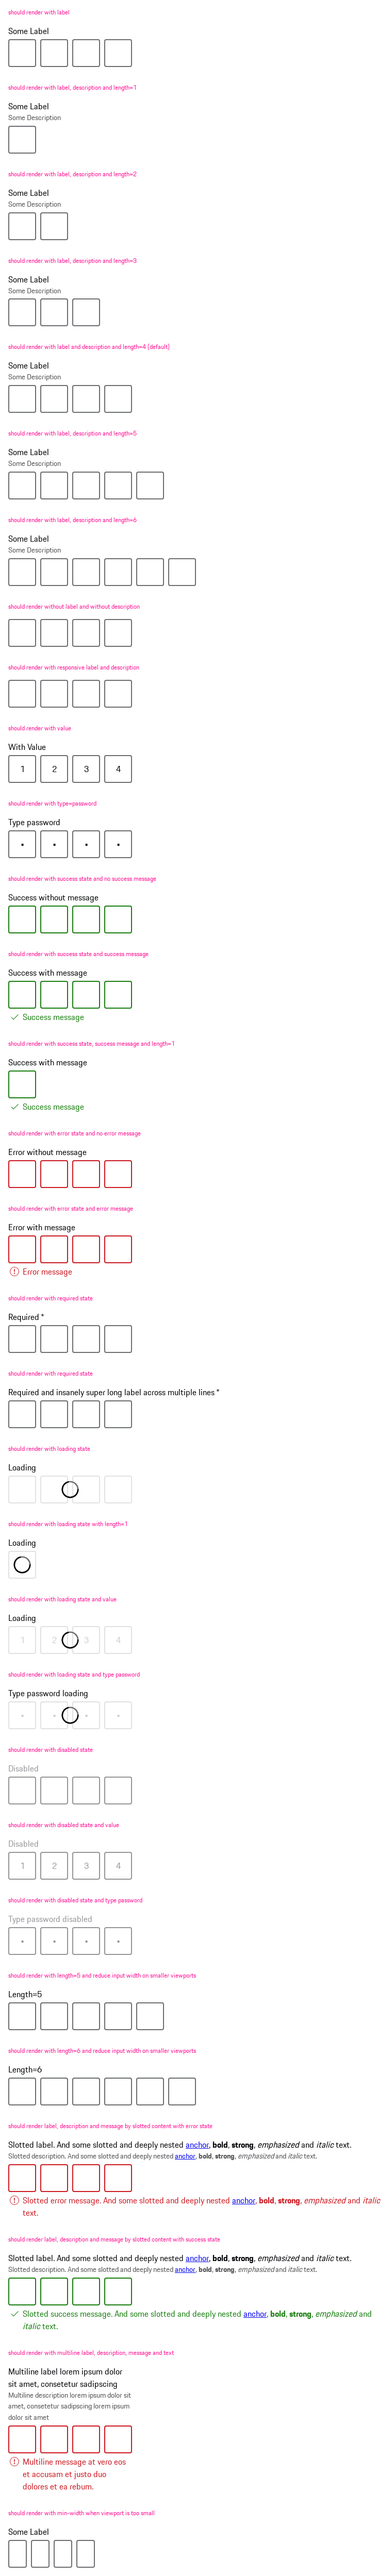 should render with label
Some Label
should render with label, description and length=1
Some Label
Some Description
should render with label, description and length=2
Some Label
Some Description
should render with label, description and length=3
Some Label
Some Description
should render with label and description and length=4 (default)
Some Label
Some Description
should render with label, description and length=5
Some Label
Some Description
should render with label, description and length=6
Some Label
Some Description
should render without label and without description
should render with responsive label and description
should render with value
With Value
1 2 3 4
should render with type=password
Type password
should render with success state and no success message
Success without message
should render with success state and success message
Success with message
Success message
should render with success state, success message and length=1
Success with message
Success message
should render with error state and no error message
Error without message
should render with error state and error message
Error with message
Error message
should render with required state
Required *
should render with required state
Required and insanely super long label across multiple lines *
should render with loading state
Loading
should render with loading state with length=1
Loading
should render with loading state and value
Loading
1 2 3 4
should render with loading state and type password
Type password loading
should render with disabled state
Disabled
should render with disabled state and value
Disabled
1 2 3 4
should render with disabled state and type password
Type password disabled
should render with length=5 and reduce input width on smaller viewports
Length=5
should render with length=6 and reduce input width on smaller viewports
Length=6
should render label, description and message by slotted content with error state
Slotted label. And some slotted and deeply nested anchor, bold, strong, emphasized and italic text.
Slotted description. And some slotted and deeply nested anchor, bold, strong, emphasized and italic text.
Slotted error message. And some slotted and deeply nested anchor, bold, strong, emphasized and italic
text.
should render label, description and message by slotted content with success state
Slotted label. And some slotted and deeply nested anchor, bold, strong, emphasized and italic text.
Slotted description. And some slotted and deeply nested anchor, bold, strong, emphasized and italic text.
Slotted success message. And some slotted and deeply nested anchor, bold, strong, emphasized and
italic text.
should render with multiline label, description, message and text
Multiline label lorem ipsum dolor
sit amet, consetetur sadipscing
Multiline description lorem ipsum dolor sit
amet, consetetur sadipscing lorem ipsum
dolor sit amet
Multiline message at vero eos
et accusam et justo duo
dolores et ea rebum.
should render with min-width when viewport is too small
Some Label